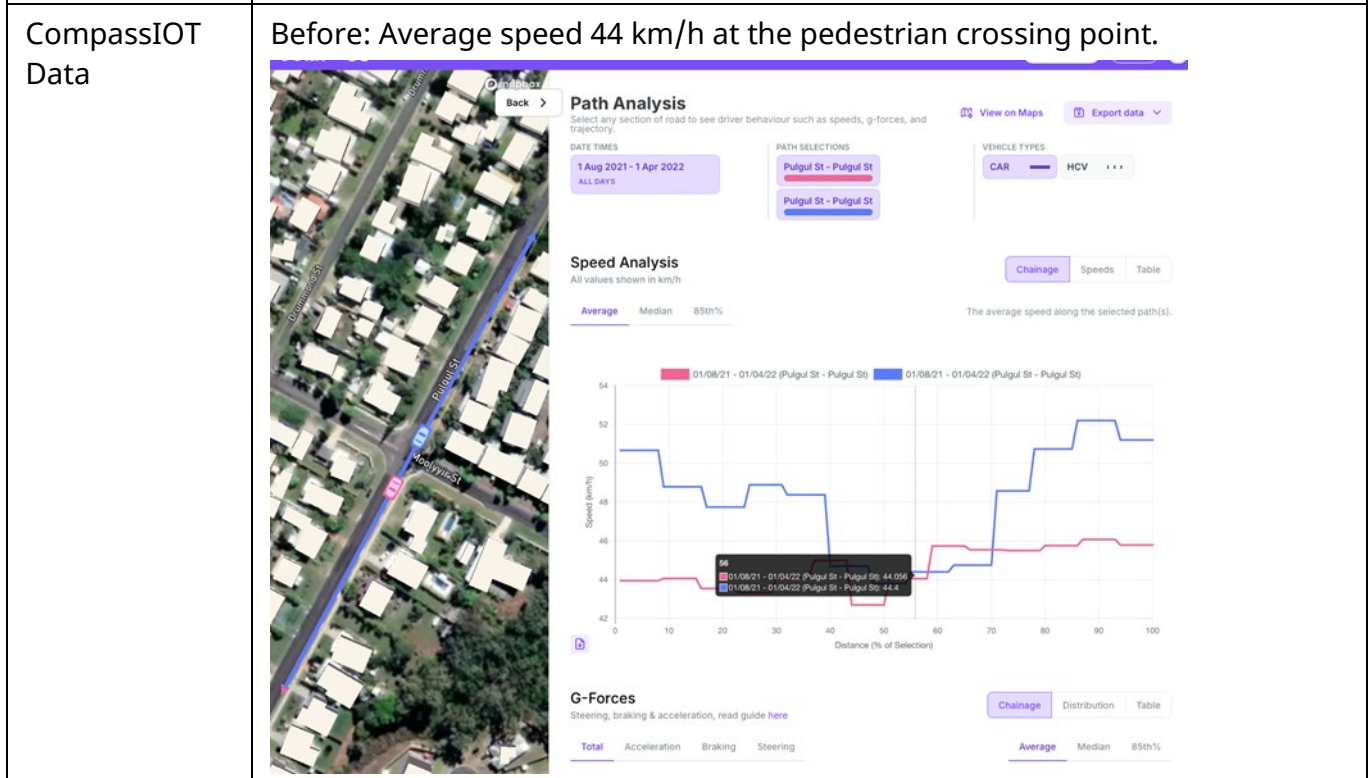 CompassIOT
Data
Before: Average speed 44 km/h at the pedestrian crossing point.
mapbox
Back
Path Analysis
Select any section of road to see driver behaviour such as speeds, g-forces, and
trajectory.
View on Maps
Export data
DATE TIMES
PATH SELECTIONS
VEHICLE TYPES
1 Aug 2021 - 1 Apr 2022
ALL DAYS
Pulgul St - Pulgul St
Pulgul St - Pulgul St
CAR
HCV
Drummond St
Pulgul St
Moolyyir St
Speed Analysis
All values shown in km/h
Chainage Speeds Table
Average Median 85th%
The average speed along the selected path(s).
01/08/21 - 01/04/22 (Pulgul St - Pulgul St) 01/08/21 - 01/04/22 (Pulgul St - Pulgul St)
54
52
50
48
46
44
42
Speed (km/h)
56
01/08/21 - 01/04/22 (Pulgul St - Pulgul St): 44.056
01/08/21 - 01/04/22 (Pulgul St - Pulgul St): 44.4
0 10 20 30 40 50 60 70 80 90 100
Distance (% of Selection)
G-Forces
Steering, braking & acceleration, read guide here
Chainage Distribution Table
Total Acceleration Braking Steering
Average Median 85th%